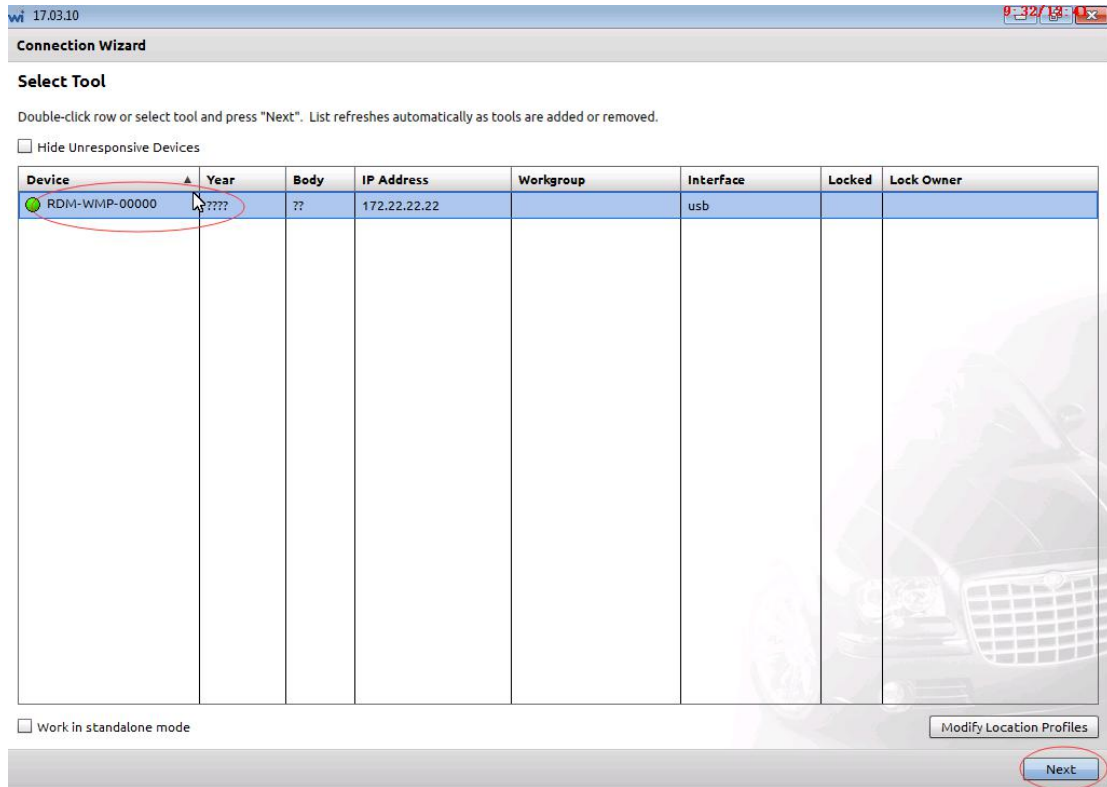 wi 17.03.10
Connection Wizard
Select Tool
Double-click row or select tool and press "Next". List refreshes automatically as tools are added or removed.
Hide Unresponsive Devices
Device Year Body IP Address Workgroup Interface Locked Lock Owner
RDM-WMP-00000 ???? ?? 172.22.22.22 usb
Work in standalone mode Modify Location Profiles
Next